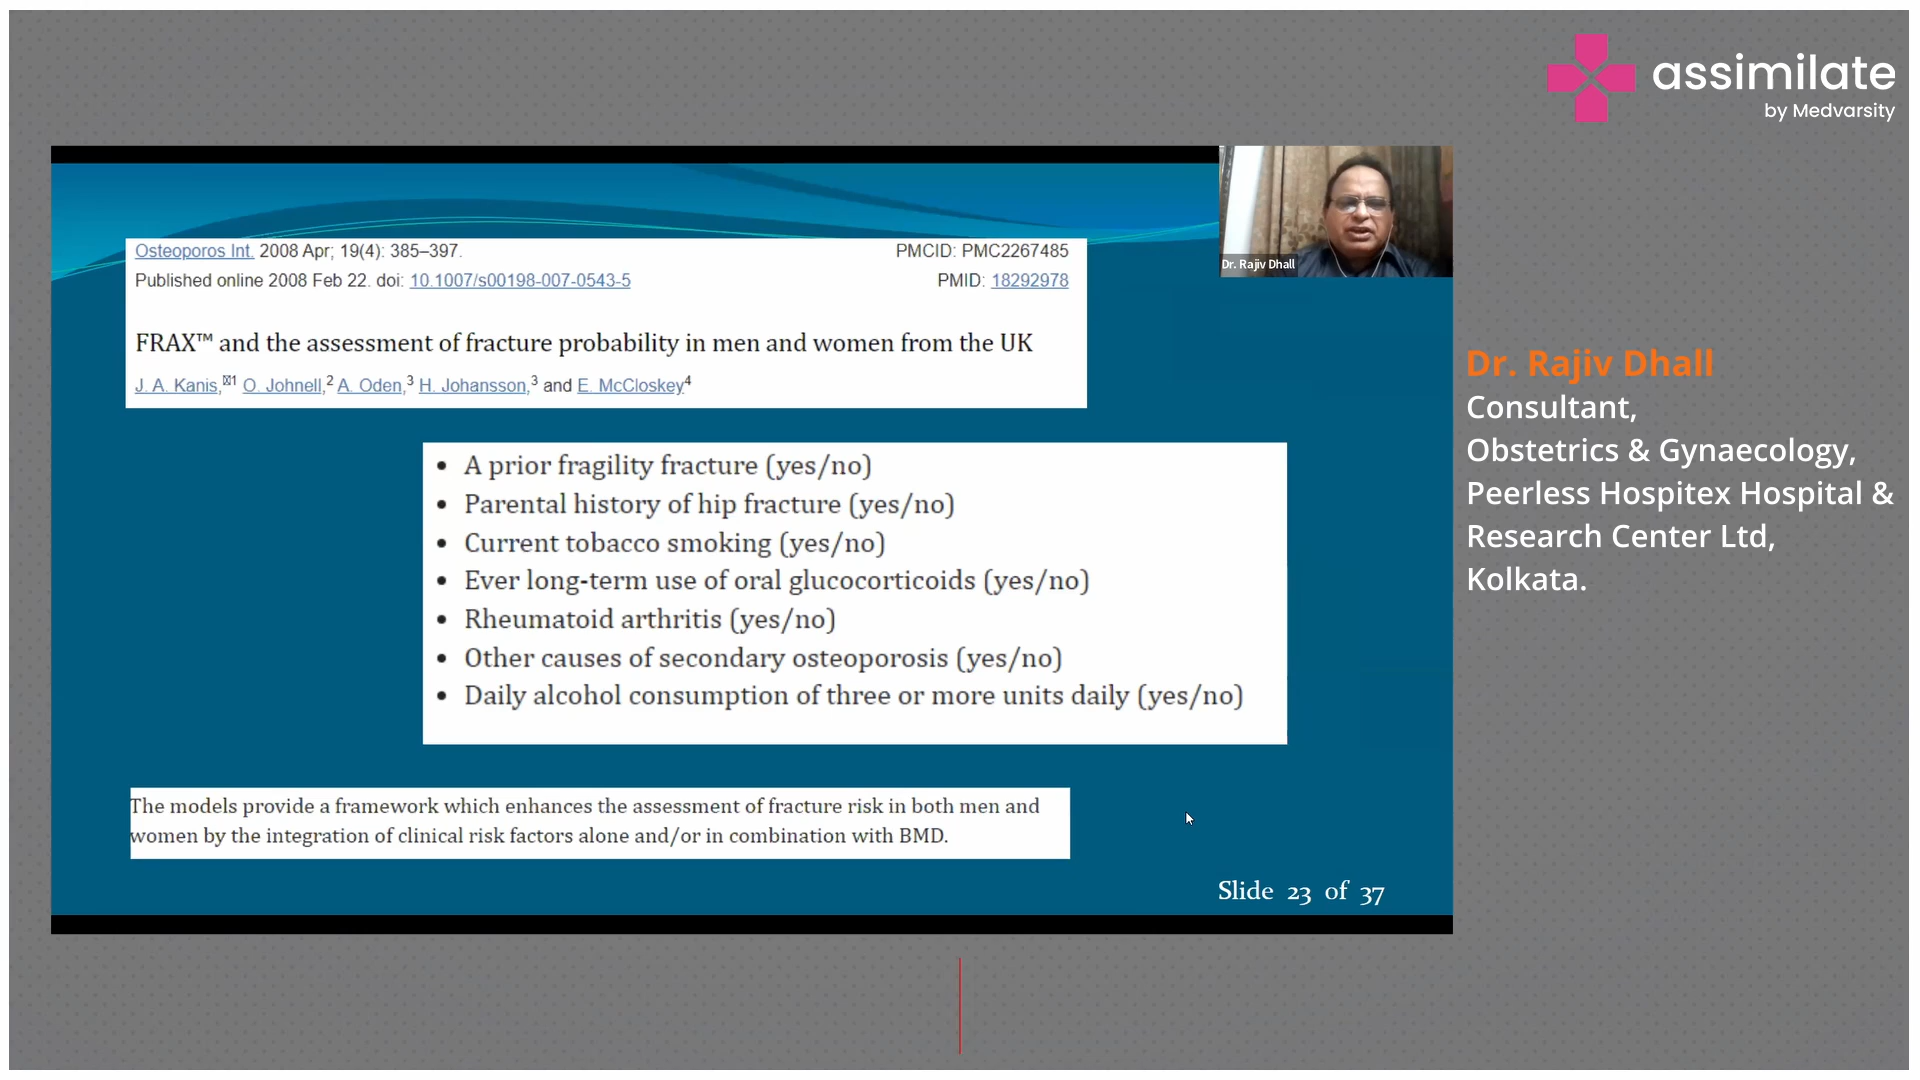 assimilate
by Medvarsity
Dr. Rajiv Dhall
Osteoporos Int. 2008 Apr; 19(4): 385–397. PMCID: PMC2267485
Published online 2008 Feb 22. doi: 10.1007/s00198-007-0543-5 PMID: 18292978
FRAX™ and the assessment of fracture probability in men and women from the UK
J. A. Kanis,1 O. Johnell,2 A. Oden,3 H. Johansson,3 and E. McCloskey4
• A prior fragility fracture (yes/no)
• Parental history of hip fracture (yes/no)
• Current tobacco smoking (yes/no)
• Ever long-term use of oral glucocorticoids (yes/no)
• Rheumatoid arthritis (yes/no)
• Other causes of secondary osteoporosis (yes/no)
• Daily alcohol consumption of three or more units daily (yes/no)
The models provide a framework which enhances the assessment of fracture risk in both men and
women by the integration of clinical risk factors alone and/or in combination with BMD.
Slide 23 of 37
Dr. Rajiv Dhall
Consultant,
Obstetrics & Gynaecology,
Peerless Hospitex Hospital &
Research Center Ltd,
Kolkata.